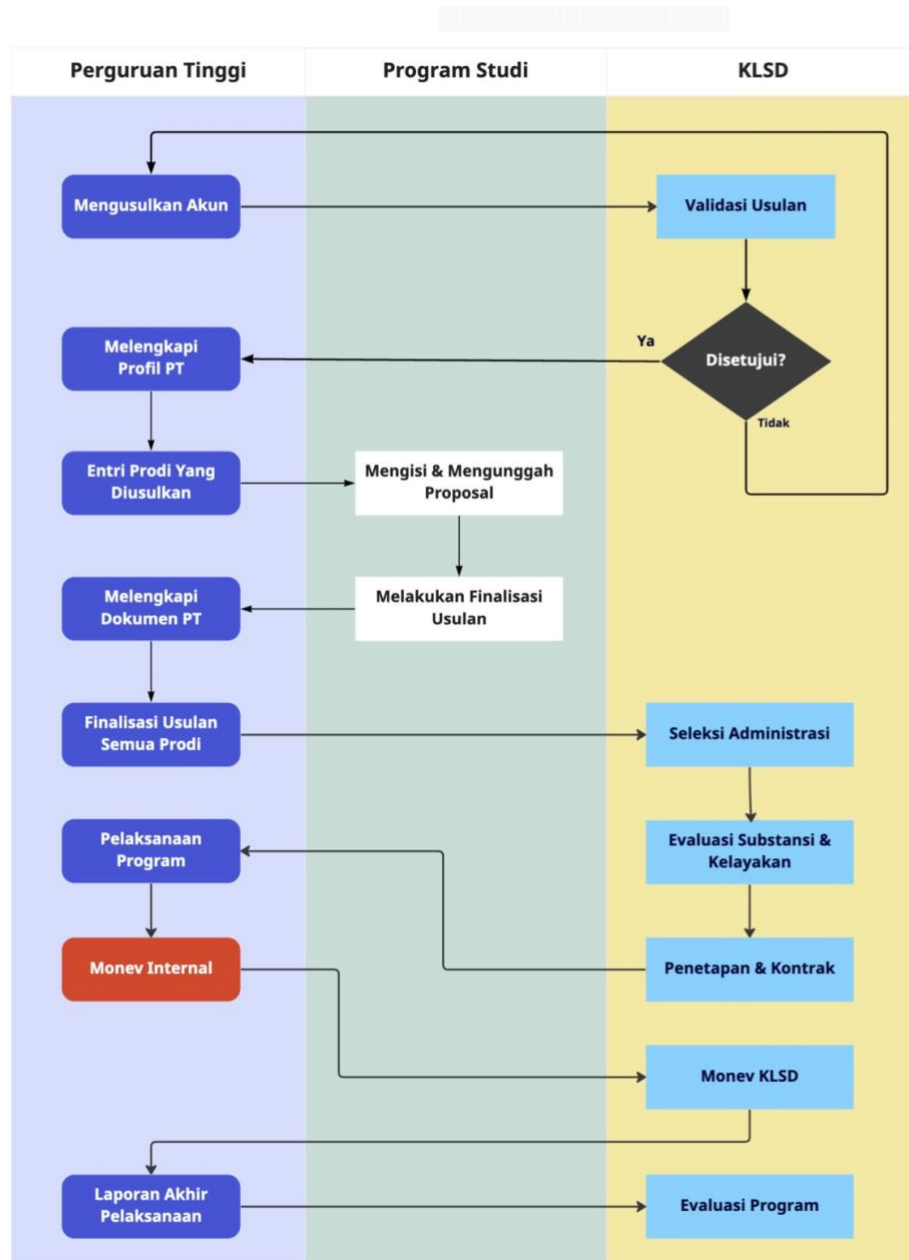 Perguruan Tinggi
Program Studi
KLSD
Mengusulkan Akun
Validasi Usulan
Melengkapi
Profil PT
Ya
Disetujui?
Tidak
Entri Prodi Yang
Diusulkan
Mengisi & Mengunggah
Proposal
Melengkapi
Dokumen PT
Melakukan Finalisasi
Usulan
Finalisasi Usulan
Semua Prodi
Seleksi Administrasi
Pelaksanaan
Program
Evaluasi Substansi &
Kelayakan
Monev Internal
Penetapan & Kontrak
Monev KLSD
Laporan Akhir
Pelaksanaan
Evaluasi Program